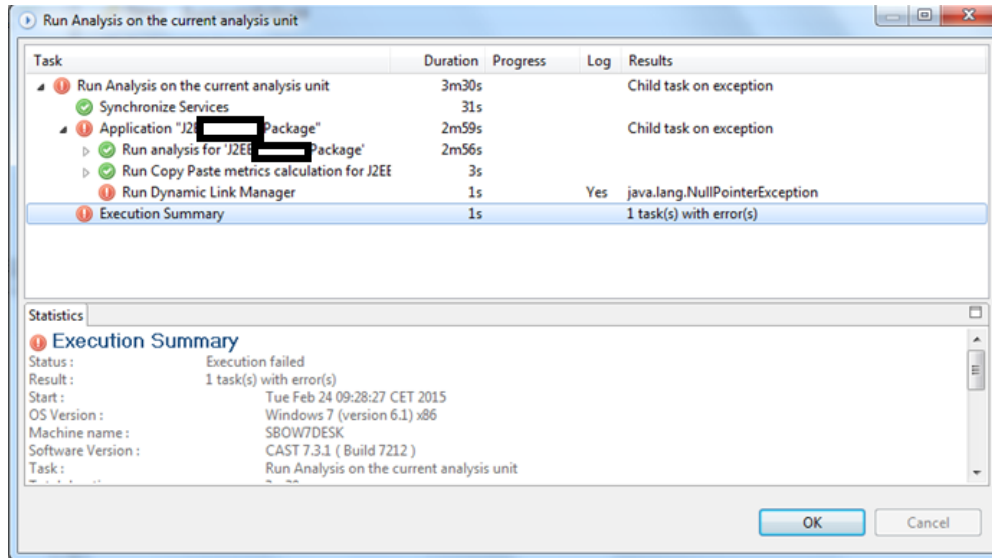 Run Analysis on the current analysis unit
Task Duration Progress Log Results
Run Analysis on the current analysis unit 3m30s Child task on exception
Synchronize Services 31s
Application "J2E Package" 2m59s Child task on exception
Run analysis for 'J2EE Package' 2m56s
Run Copy Paste metrics calculation for J2EE 3s
Run Dynamic Link Manager 1s Yes java.lang.NullPointerException
Execution Summary 1s 1 task(s) with error(s)
Statistics
Execution Summary
Status : Execution failed
Result : 1 task(s) with error(s)
Start : Tue Feb 24 09:28:27 CET 2015
OS Version : Windows 7 (version 6.1) x86
Machine name : SBOW7DESK
Software Version : CAST 7.3.1 ( Build 7212 )
Task : Run Analysis on the current analysis unit
OK Cancel